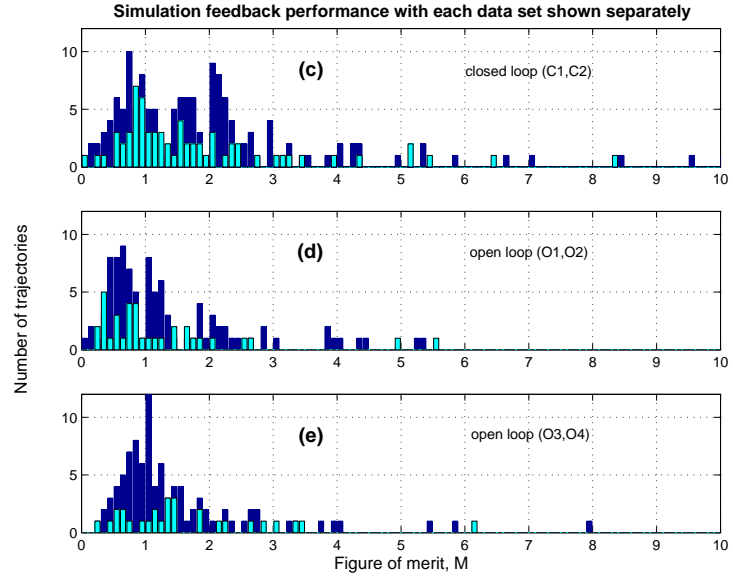 Simulation feedback performance with each data set shown separately
10
5
0
(c)
closed loop (C1,C2)
0 1 2 3 4 5 6 7 8 9 10
Number of trajectories
10
5
0
(d)
open loop (O1,O2)
0 1 2 3 4 5 6 7 8 9 10
10
5
0
(e)
open loop (O3,O4)
0 1 2 3 4 5 6 7 8 9 10
Figure of merit, M